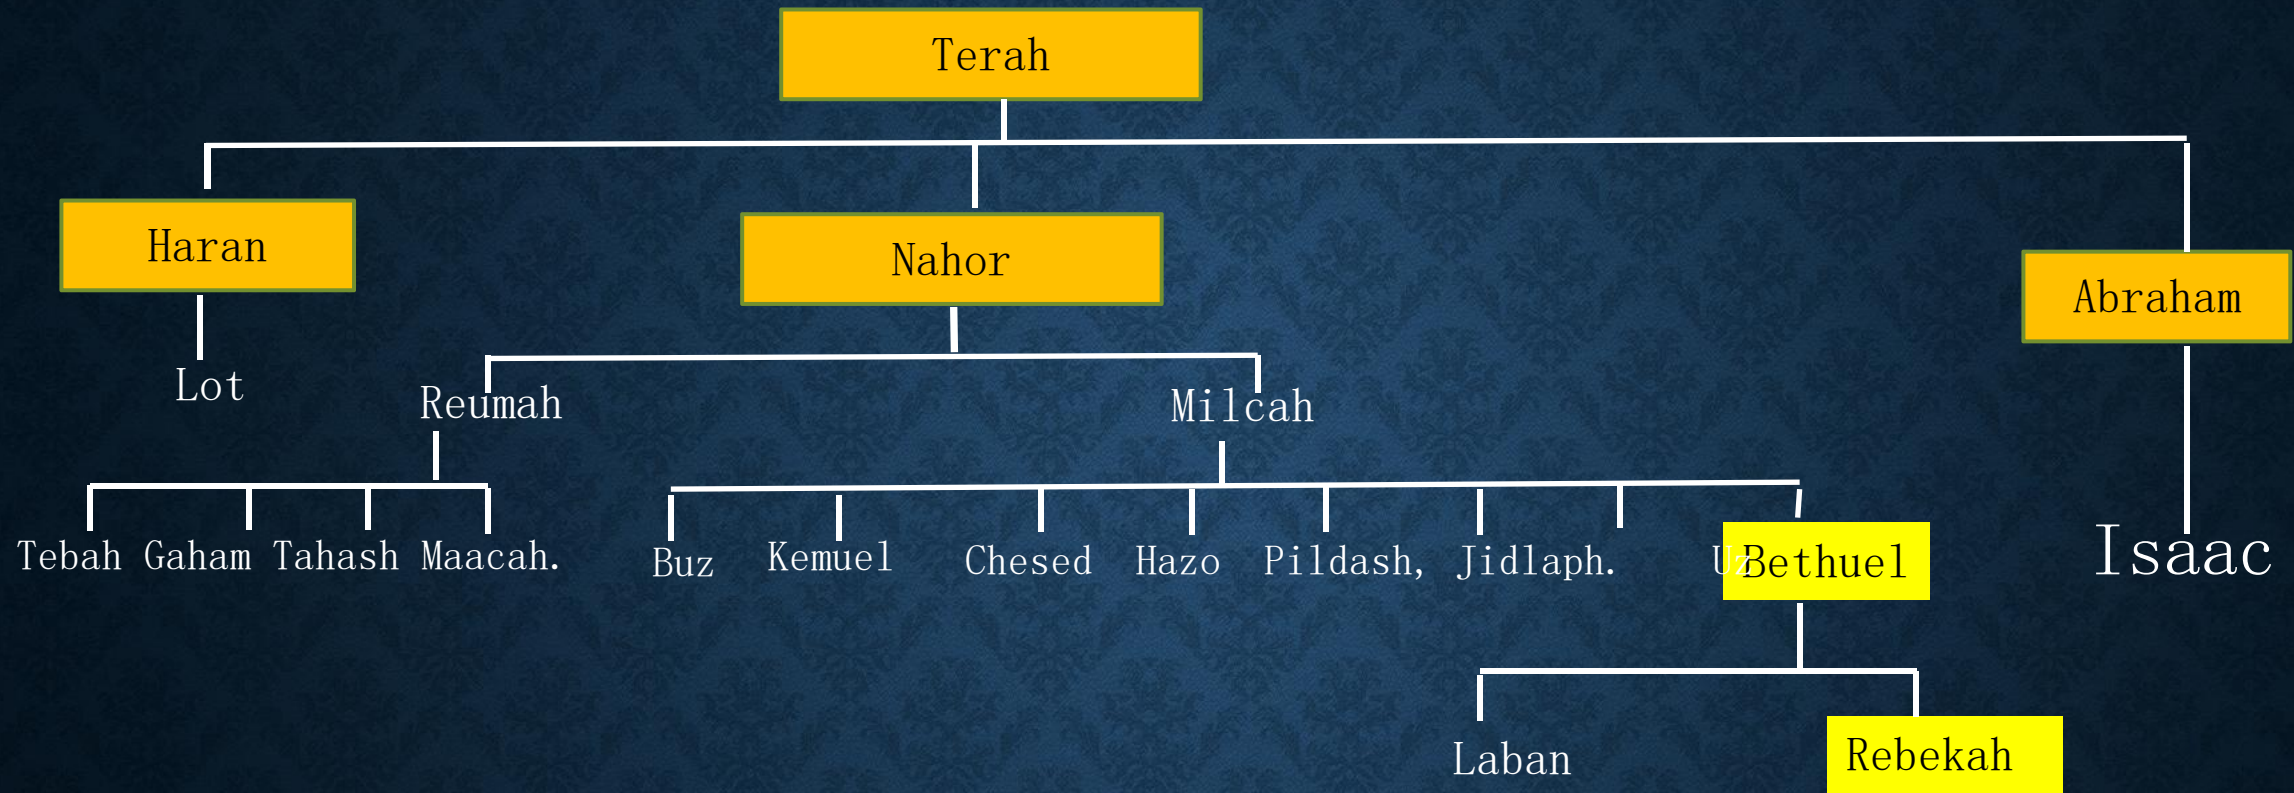 Terah
Haran
Nahor
Abraham
Lot
Reumah
Milcah
Tebah Gaham Tahash Maacah.
Buz Kemuel Chesed Hazo Pildash, Jidlaph. Uz
Bethuel
Isaac
Laban
Rebekah